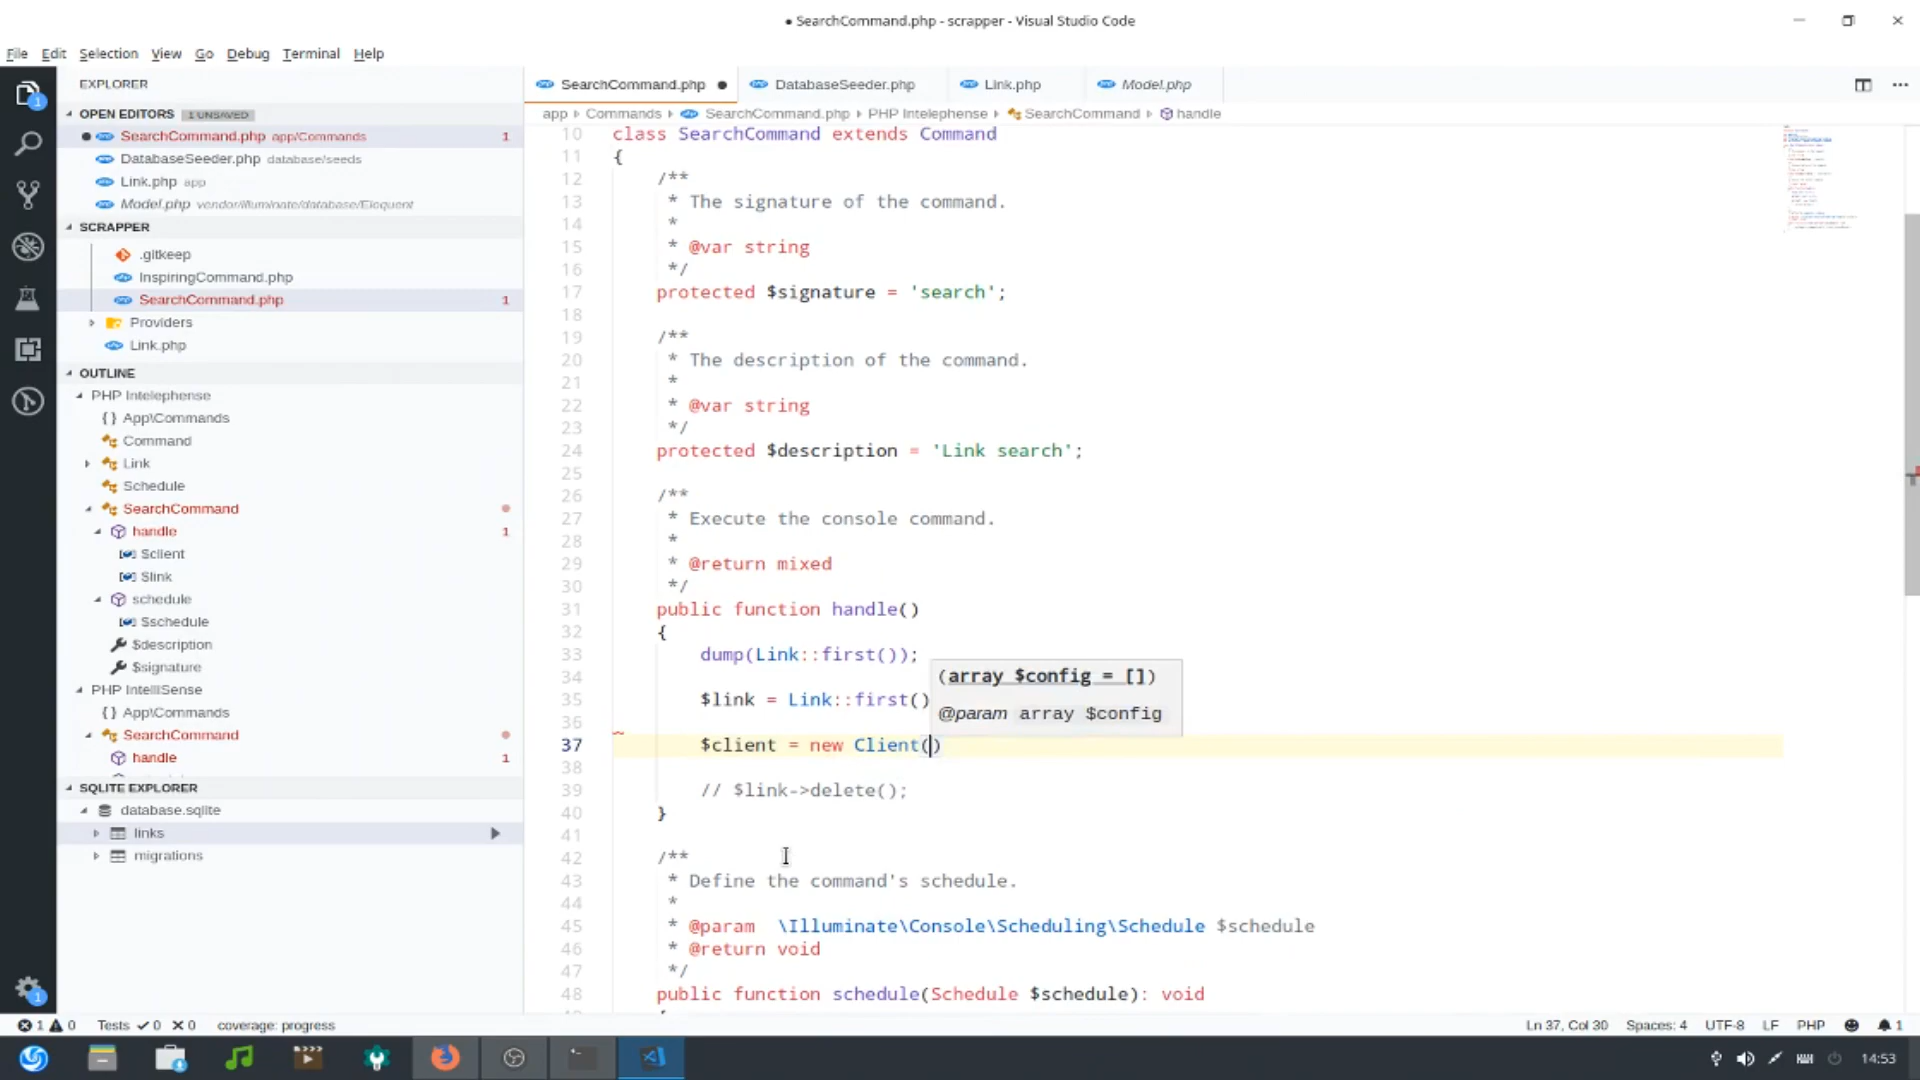 ● SearchCommand.php - scrapper - Visual Studio Code
File Edit Selection View Go Debug Terminal Help
EXPLORER
OPEN EDITORS 1 UNSAVED
SearchCommand.php app/Commands 1
DatabaseSeeder.php database/seeds
Link.php app
Model.php vendor/illuminate/database/Eloquent
SCRAPPER
.gitkeep
InspiringCommand.php
SearchCommand.php 1
Providers
Link.php
OUTLINE
PHP Intelephense
{} App\Commands
Command
Link
Schedule
SearchCommand
handle 1
$client
$link
schedule
$schedule
$description
$signature
PHP IntelliSense
{} App\Commands
SearchCommand
handle 1
SQLITE EXPLORER
database.sqlite
links
migrations
SearchCommand.php ● DatabaseSeeder.php Link.php Model.php
app Commands SearchCommand.php PHP Intelephense SearchCommand handle
10 class SearchCommand extends Command
11 {
12 /**
13 * The signature of the command.
14 *
15 * @var string
16 */
17 protected $signature = 'search';
18
19 /**
20 * The description of the command.
21 *
22 * @var string
23 */
24 protected $description = 'Link search';
25
26 /**
27 * Execute the console command.
28 *
29 * @return mixed
30 */
31 public function handle()
32 {
33 dump(Link::first());
34
35 $link = Link::first()
36
37 $client = new Client()
38
39 // $link->delete();
40 }
41
42 /**
43 * Define the command's schedule.
44 *
45 * @param \Illuminate\Console\Scheduling\Schedule $schedule
46 * @return void
47 */
48 public function schedule(Schedule $schedule): void
(array $config = [])
@param array $config
1 0 Tests 0 0 coverage: progress Ln 37, Col 30 Spaces: 4 UTF-8 LF PHP 1
14:53